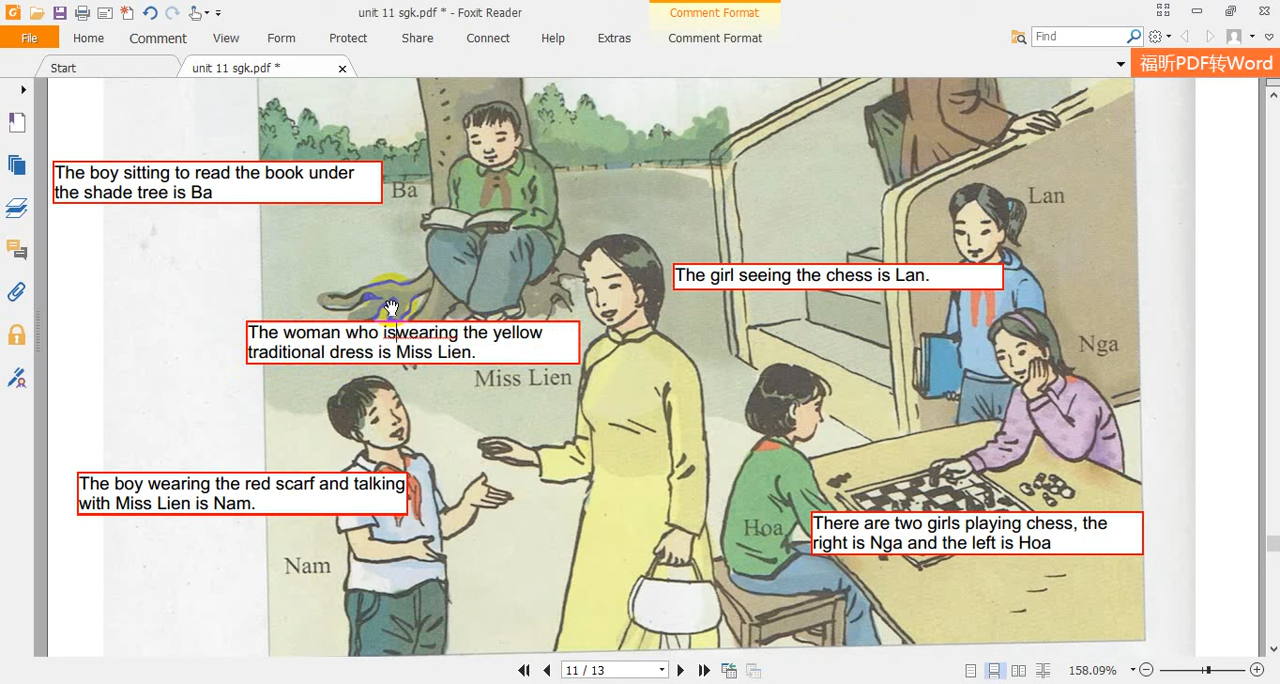 unit 11 sgk.pdf * - Foxit Reader
Comment Format
File
Home
Comment
View
Form
Protect
Share
Connect
Help
Extras
Comment Format
Find
Start
unit 11 sgk.pdf *
福昕PDF转Word
The boy sitting to read the book under
the shade tree is Ba
Ba
Lan
The girl seeing the chess is Lan.
The woman who iswearing the yellow
traditional dress is Miss Lien.
Nga
Miss Lien
The boy wearing the red scarf and talking
with Miss Lien is Nam.
Hoa
There are two girls playing chess, the
right is Nga and the left is Hoa
Nam
11 / 13
158.09%